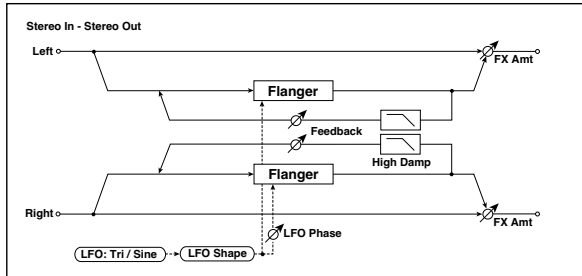 Stereo In - Stereo Out
Left
FX Amt
Flanger
Feedback
High Damp
Flanger
Right
FX Amt
LFO Phase
LFO: Tri / Sine
LFO Shape